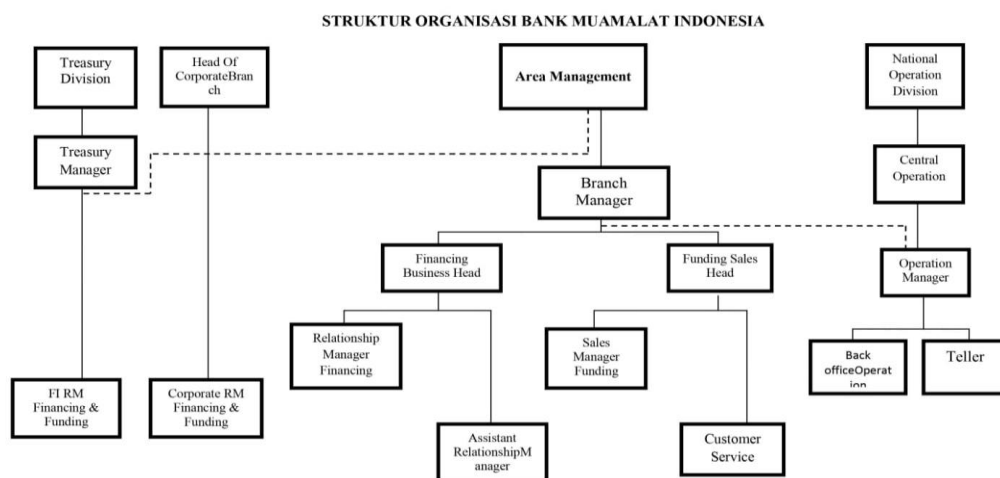 STRUKTUR ORGANISASI BANK MUAMALAT INDONESIA
Treasury
Division
Head Of
CorporateBran
ch
Area Management
National
Operation
Division
Treasury
Manager
Central
Operation
Branch
Manager
Financing
Business Head
Funding Sales
Head
Operation
Manager
Relationship
Manager
Financing
Sales
Manager
Funding
Back
officeOperat
ion
Teller
FI RM
Financing &
Funding
Corporate RM
Financing &
Funding
Assistant
RelationshipM
anager
Customer
Service